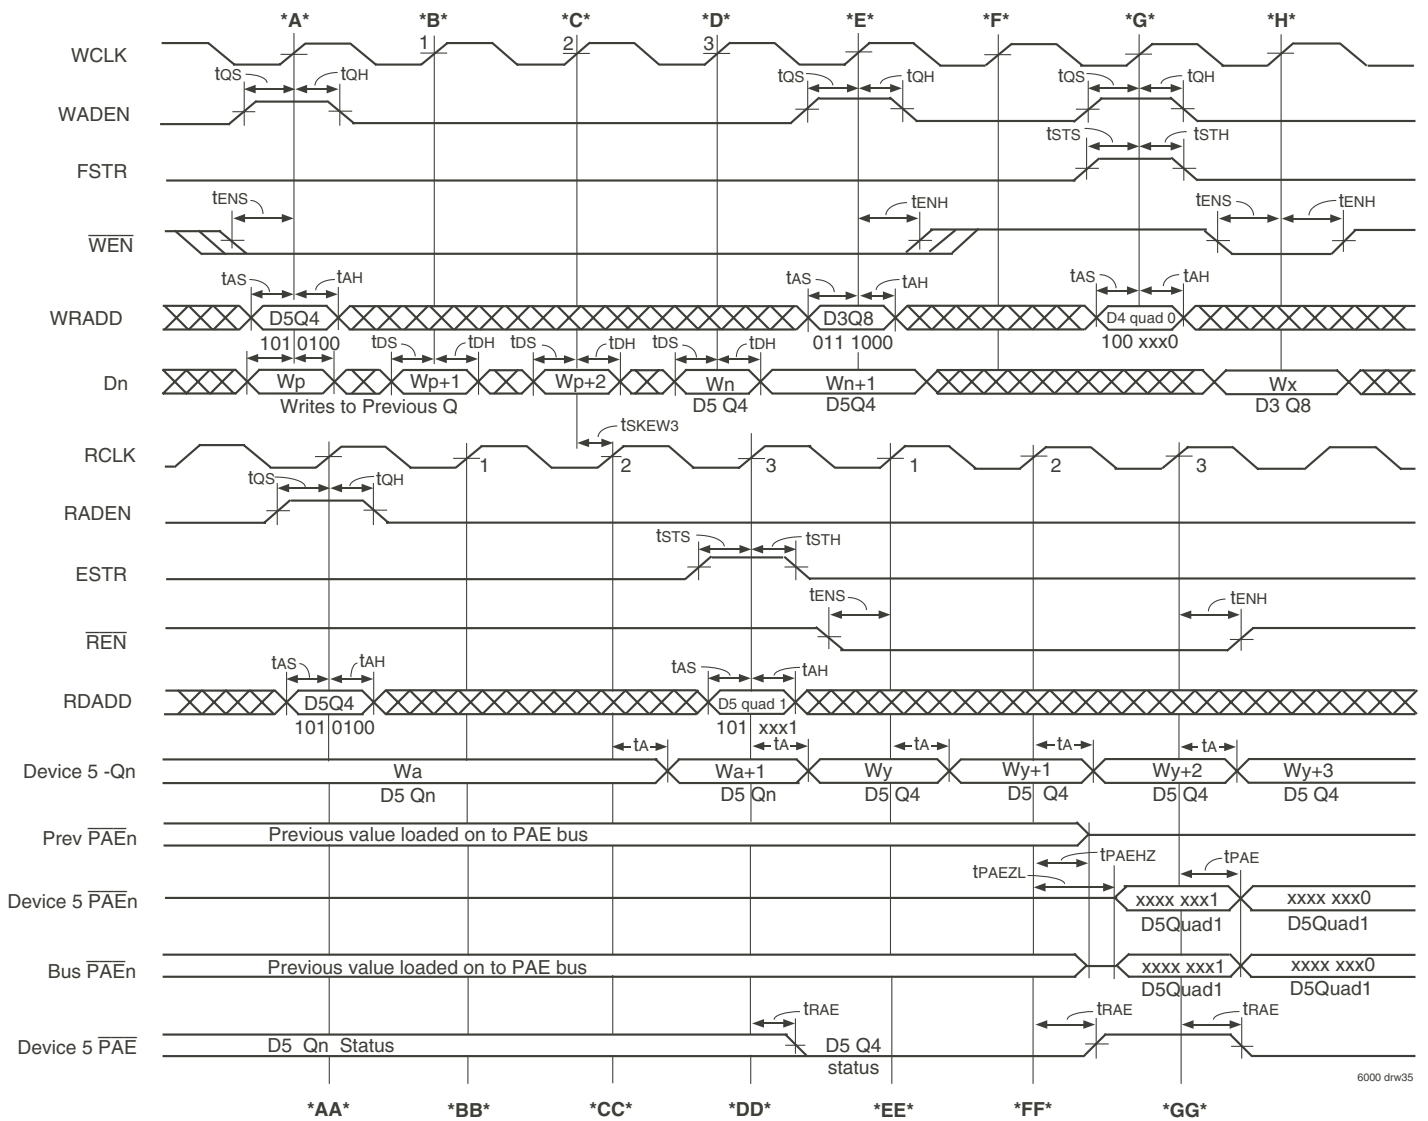 *A* *B* *C* *D* *E* *F* *G* *H*
WCLK 1 2 3
tQS tQH tQS tQH tQS tQH
WADEN
tSTS tSTH
FSTR
tENS tENH tENS tENH
WEN
tAS tAH tAS tAH tAS tAH
WRADD D5Q4 D3Q8 D4 quad 0
101 0100 011 1000 100 xxx0
tDS tDH tDS tDH tDS tDH
Dn Wp Wp+1 Wp+2 Wn Wn+1 Wx
Writes to Previous Q D5 Q4 D5Q4 D3 Q8
tSKEW3
RCLK 1 2 3 1 2 3
tQS tQH
RADEN
tSTS tSTH
ESTR
tENS tENH
REN
tAS tAH tAS tAH
RDADD D5Q4 D5 quad 1
101 0100 101 xxx1
tA tA tA tA tA
Device 5 -Qn Wa Wa+1 Wy Wy+1 Wy+2 Wy+3
D5 Qn D5 Qn D5 Q4 D5 Q4 D5 Q4 D5 Q4
Prev PAEn Previous value loaded on to PAE bus
tPAEHZ tPAE
tPAEZL
Device 5 PAEn xxxx xxx1 xxxx xxx0
D5Quad1 D5Quad1
Bus PAEn Previous value loaded on to PAE bus xxxx xxx1 xxxx xxx0
D5Quad1 D5Quad1
tRAE tRAE tRAE
Device 5 PAE D5 Qn Status D5 Q4
status
6000 drw35
*AA* *BB* *CC* *DD* *EE* *FF* *GG*